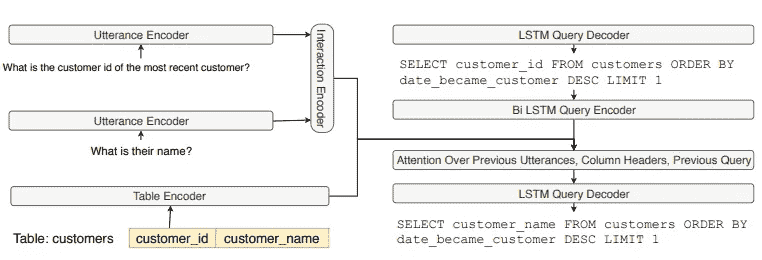 Utterance Encoder
What is the customer id of the most recent customer?
Utterance Encoder
What is their name?
Interaction Encoder
Table Encoder
Table: customers
customer_id
customer_name
LSTM Query Decoder
SELECT customer_id FROM customers ORDER BY
date_became_customer DESC LIMIT 1
Bi LSTM Query Encoder
Attention Over Previous Utterances, Column Headers, Previous Query
LSTM Query Decoder
SELECT customer_name FROM customers ORDER BY
date_became_customer DESC LIMIT 1